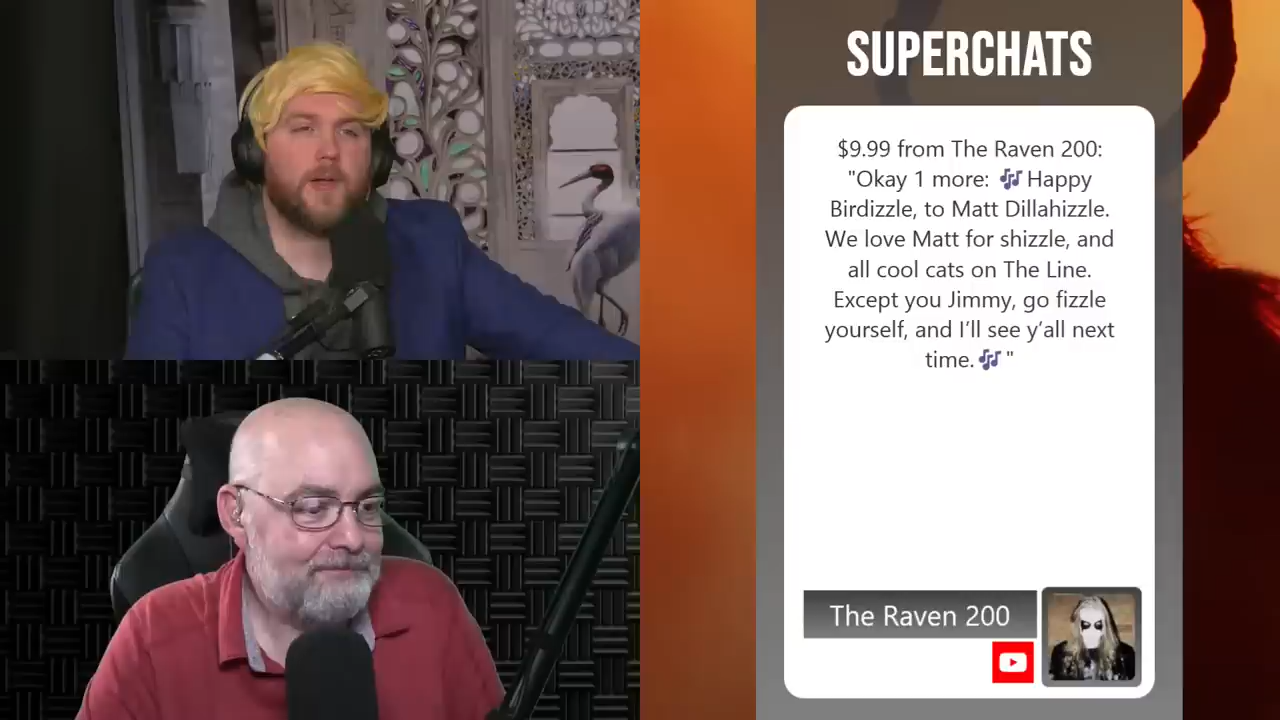 SUPERCHATS
$9.99 from The Raven 200:
"Okay 1 more: 🎶Happy
Birdizzle, to Matt Dillahizzle.
We love Matt for shizzle, and
all cool cats on The Line.
Except you Jimmy, go fizzle
yourself, and I’ll see y’all next
time.🎶"
The Raven 200